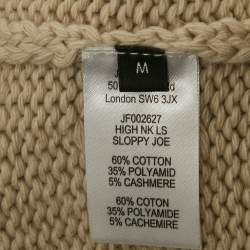 M
50
London SW6 3JX
JF002627
HIGH NK LS
SLOPPY JOE
60% COTTON
35% POLYAMID
5% CASHMERE
60% COTON
35% POLYAMIDE
5% CACHEMIRE